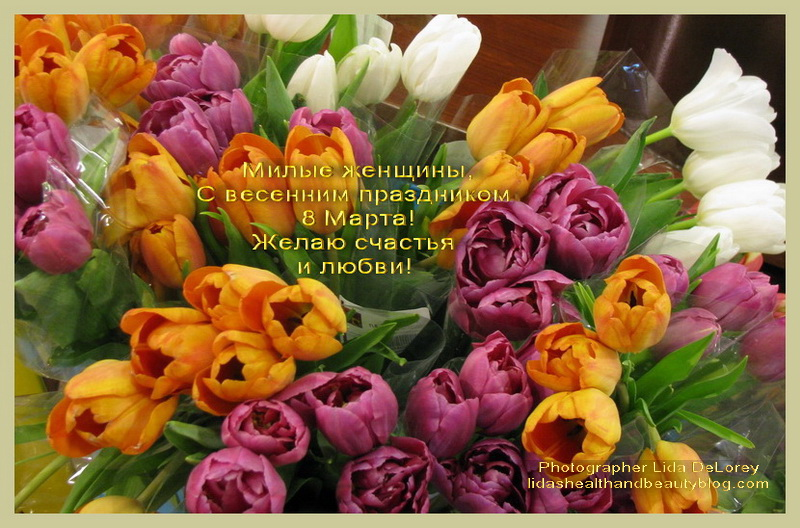 Милые женщины,
С весенним праздником
8 Марта!
Желаю счастья
и любви!
Photographer Lida DeLorey
lidashealthandbeautyblog.com